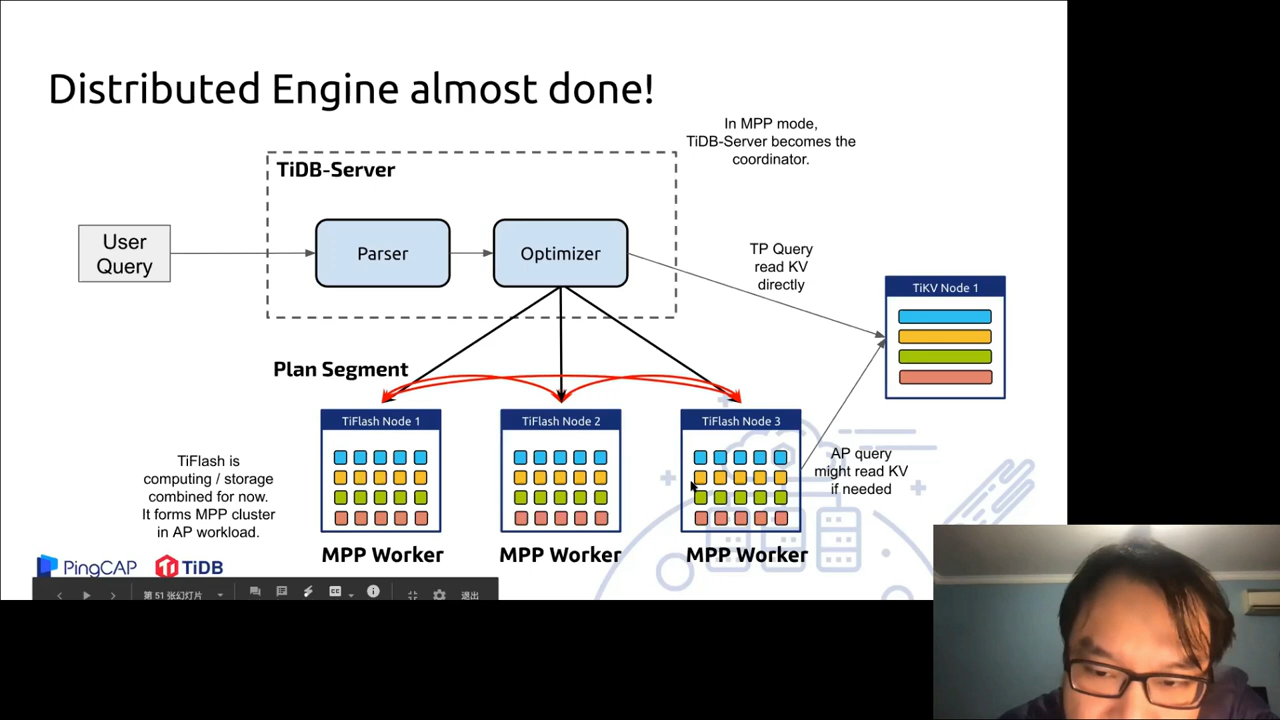 Distributed Engine almost done!
In MPP mode,
TiDB-Server becomes the
coordinator.
TiDB-Server
User
Query
Parser
Optimizer
TP Query
read KV
directly
TiKV Node 1
Plan Segment
TiFlash Node 1
TiFlash Node 2
TiFlash Node 3
TiFlash is
computing / storage
combined for now.
It forms MPP cluster
in AP workload.
AP query
might read KV
if needed
MPP Worker
MPP Worker
MPP Worker
PingCAP
TiDB
第 51 张幻灯片
退出